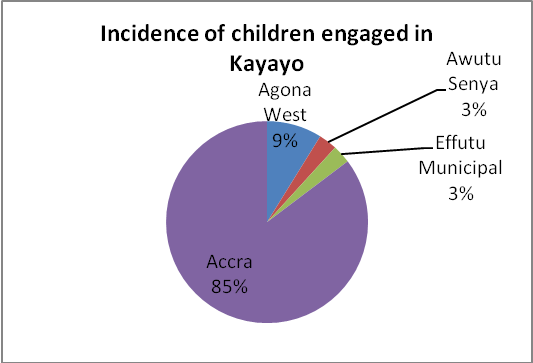 Incidence of children engaged in
Kayayo
Agona
West
9%
Awutu
Senya
3%
Effutu
Municipal
3%
Accra
85%